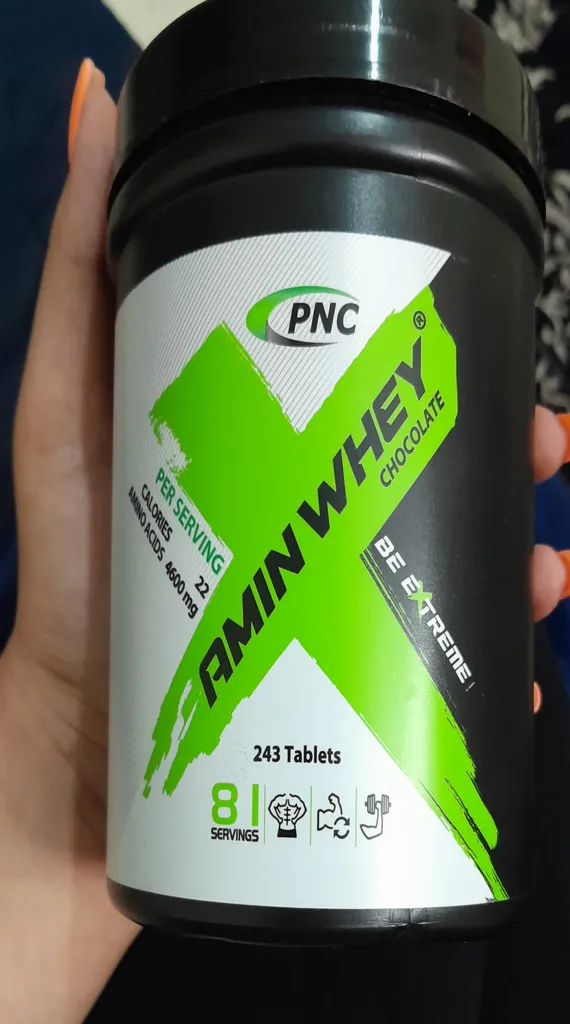 PNC
AMIN WHEY®
CHOCOLATE
PER SERVING
CALORIES 22
AMINO ACIDS 4600 mg
BE EXTREME!
243 Tablets
81
SERVINGS